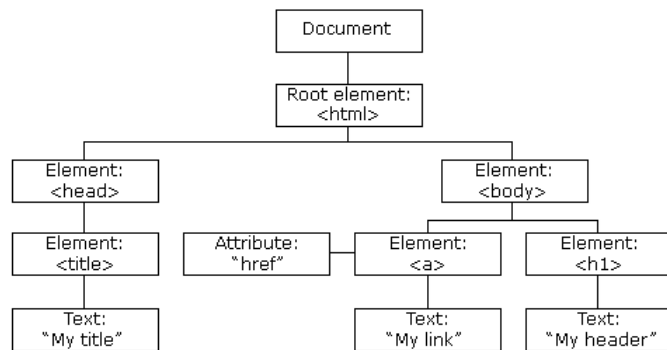 Document
Root element:
<html>
Element:
<head>
Element:
<body>
Element:
<title>
Attribute:
“href”
Element:
<a>
Element:
<h1>
Text:
“My title”
Text:
“My link”
Text:
“My header”